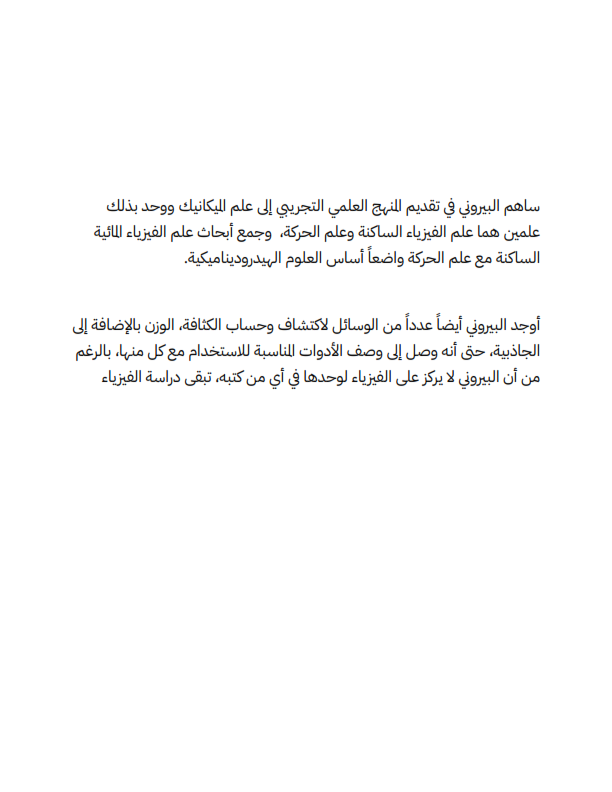 ساهم البيروني في تقديم المنهج العلمي التجريبي إلى علم الميكانيك ووحد بذلك
علمين هما علم الفيزياء الساكنة وعلم الحركة، وجمع أبحاث علم الفيزياء المائية
الساكنة مع علم الحركة واضعاً أساس العلوم الهيدروديناميكية.
أوجد البيروني أيضاً عدداً من الوسائل لاكتشاف وحساب الكثافة، الوزن بالإضافة إلى
الجاذبية، حتى أنه وصل إلى وصف الأدوات المناسبة للاستخدام مع كل منها، بالرغم
من أن البيروني لا يركز على الفيزياء لوحدها في أي من كتبه، تبقى دراسة الفيزياء